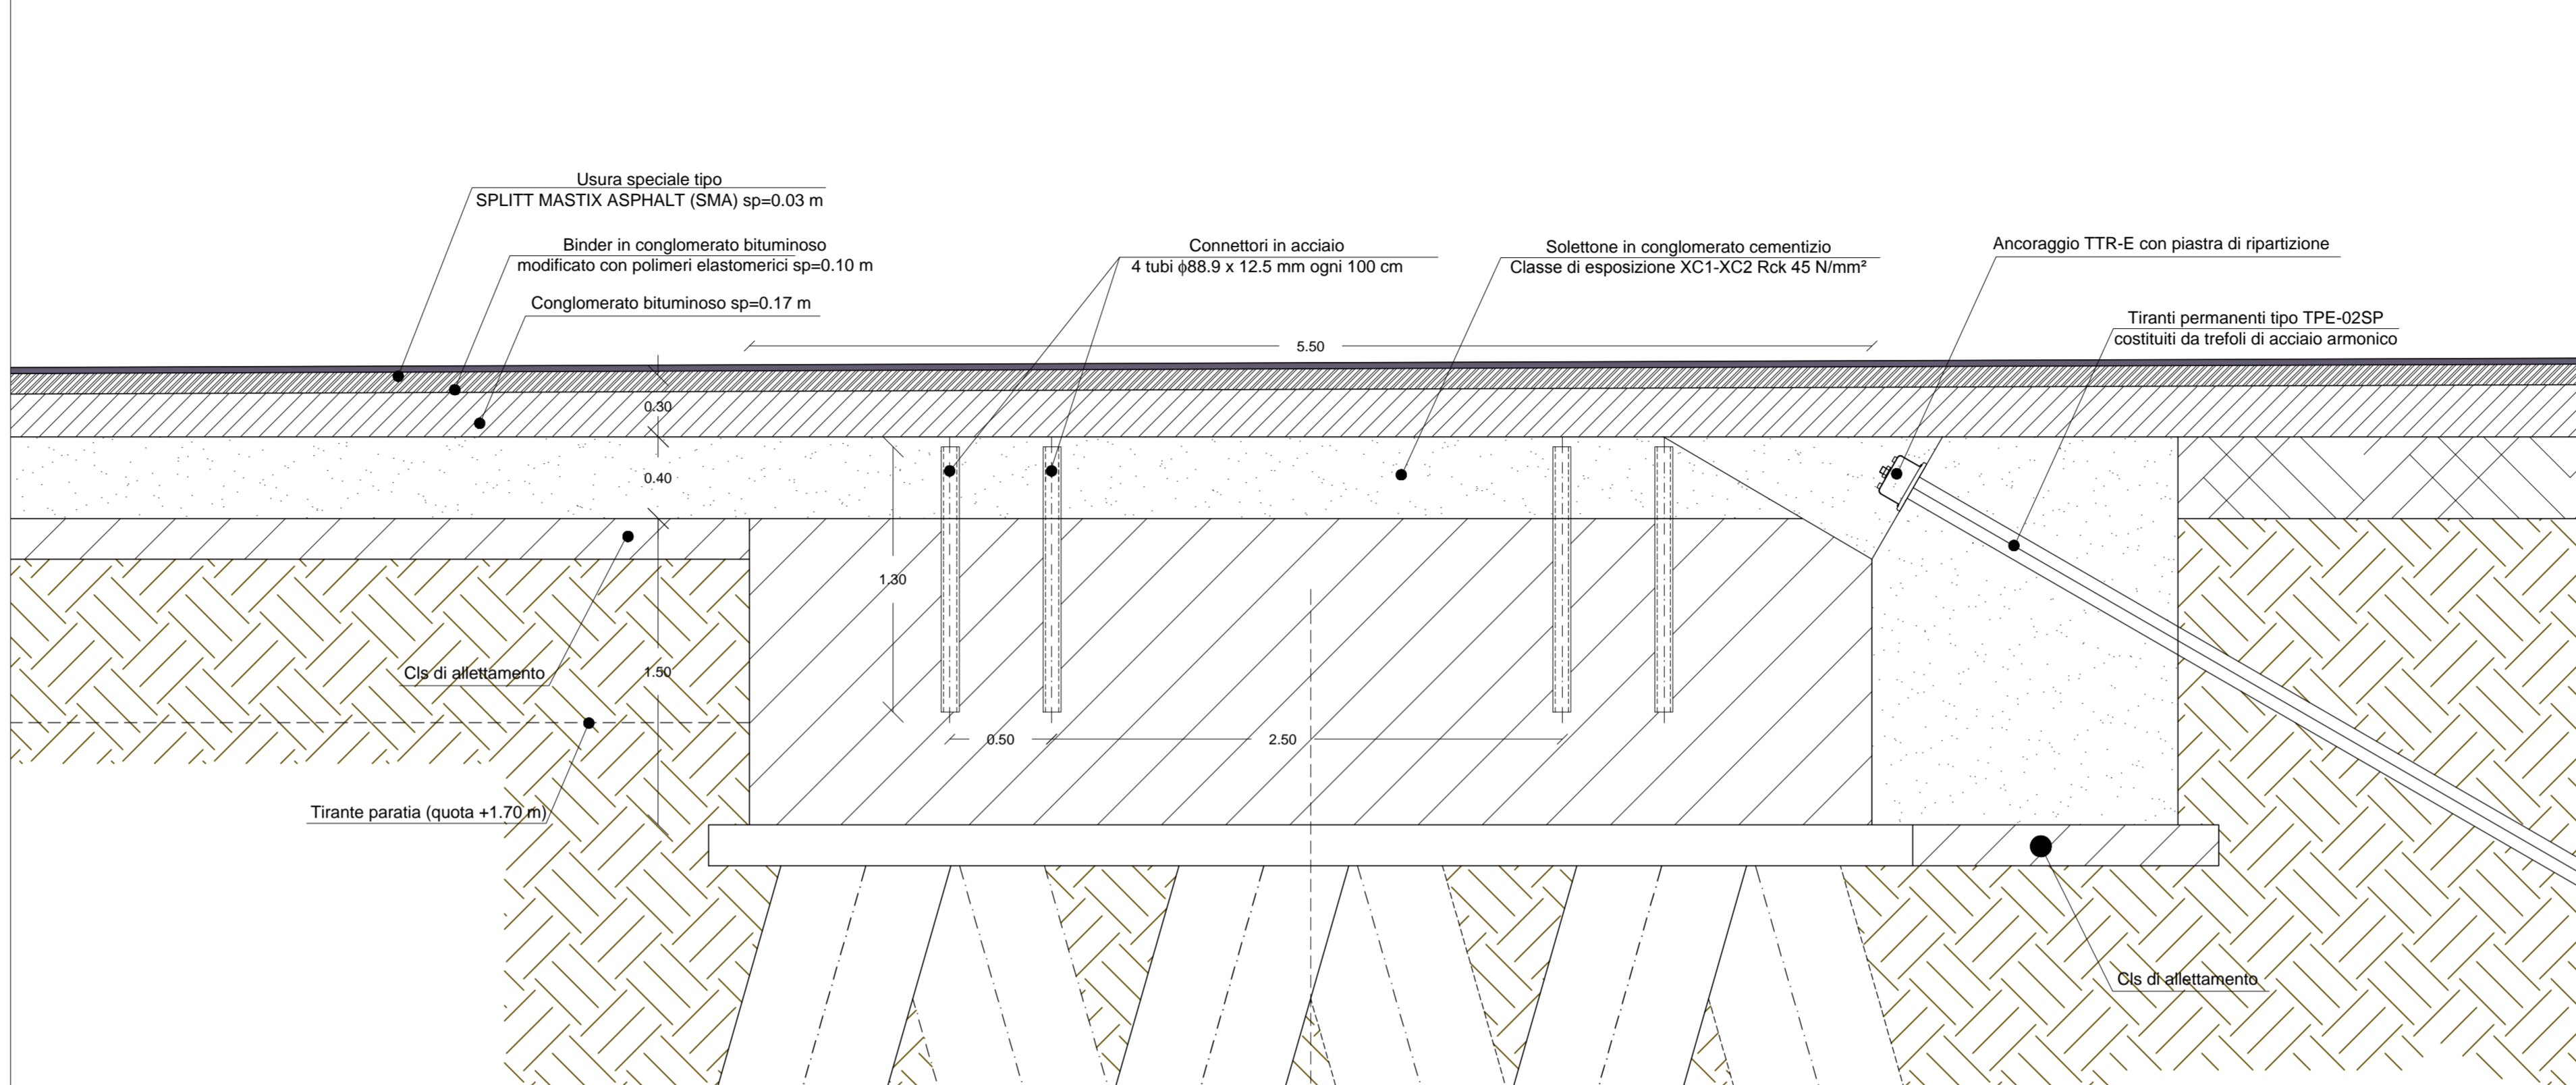 Usura speciale tipo
SPLITT MASTIX ASPHALT (SMA) sp=0.03 m
Binder in conglomerato bituminoso
modificato con polimeri elastomerici sp=0.10 m
Conglomerato bituminoso sp=0.17 m
Connettori in acciaio
4 tubi ϕ88.9 x 12.5 mm ogni 100 cm
Solettone in conglomerato cementizio
Classe di esposizione XC1-XC2 Rck 45 N/mm²
Ancoraggio TTR-E con piastra di ripartizione
Tiranti permanenti tipo TPE-02SP
costituiti da trefoli di acciaio armonico
5.50
0.30
0.40
1.30
1.50
Cls di allettamento
0.50
2.50
Tirante paratia (quota +1.70 m)
Cls di allettamento